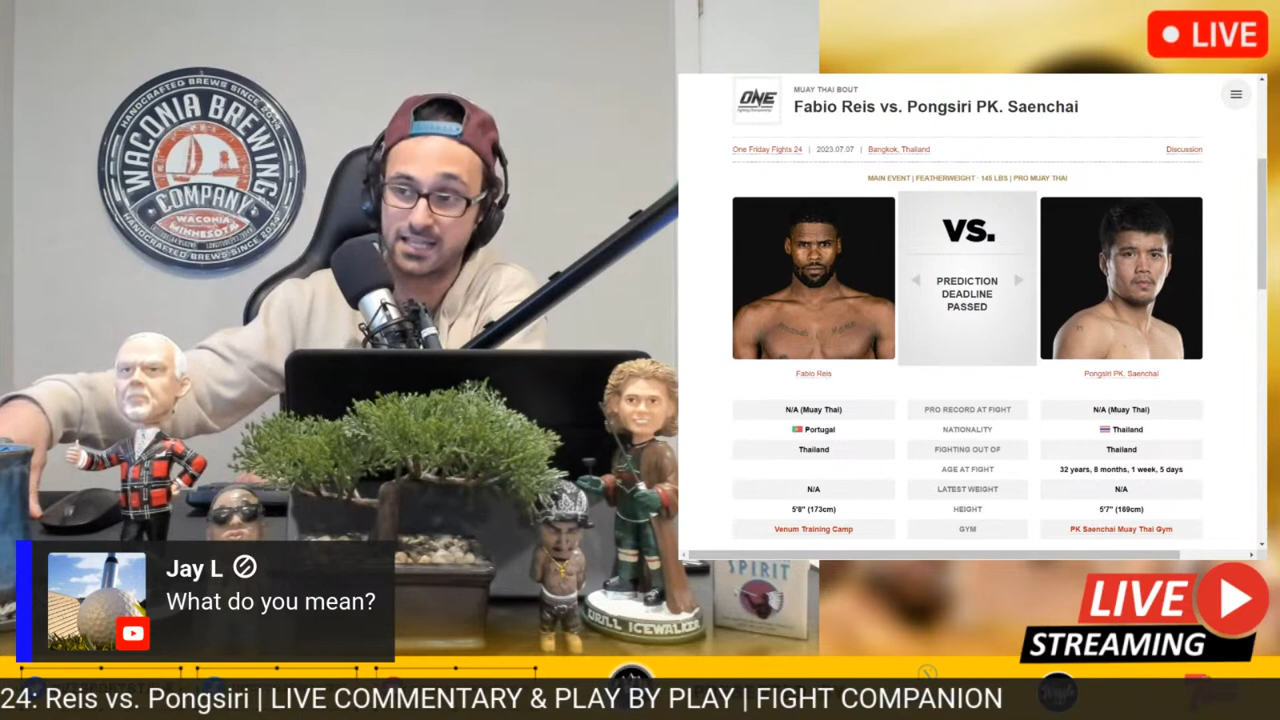 LIVE
HANDCRAFTED BREWS SINCE 2014
WACONIA BREWING
COMPANY
WACONIA
MINNESOTA
HANDCRAFTED BREWS SINCE 2014
ONE
MUAY THAI BOUT
Fabio Reis vs. Pongsiri PK. Saenchai
One Friday Fights 24 | 2023.07.07 | Bangkok, Thailand
Discussion
MAIN EVENT | FEATHERWEIGHT · 145 LBS | PRO MUAY THAI
VS.
PREDICTION
DEADLINE
PASSED
Fabio Reis
Pongsiri PK. Saenchai
N/A (Muay Thai) PRO RECORD AT FIGHT N/A (Muay Thai)
Portugal NATIONALITY Thailand
Thailand FIGHTING OUT OF Thailand
AGE AT FIGHT 32 years, 8 months, 1 week, 5 days
N/A LATEST WEIGHT N/A
5'8" (173cm) HEIGHT 5'7" (169cm)
Venum Training Camp GYM PK Saenchai Muay Thai Gym
Jay L
What do you mean?
SPIRIT
ICEWALKER
LIVE
STREAMING
24: Reis vs. Pongsiri | LIVE COMMENTARY & PLAY BY PLAY | FIGHT COMPANION